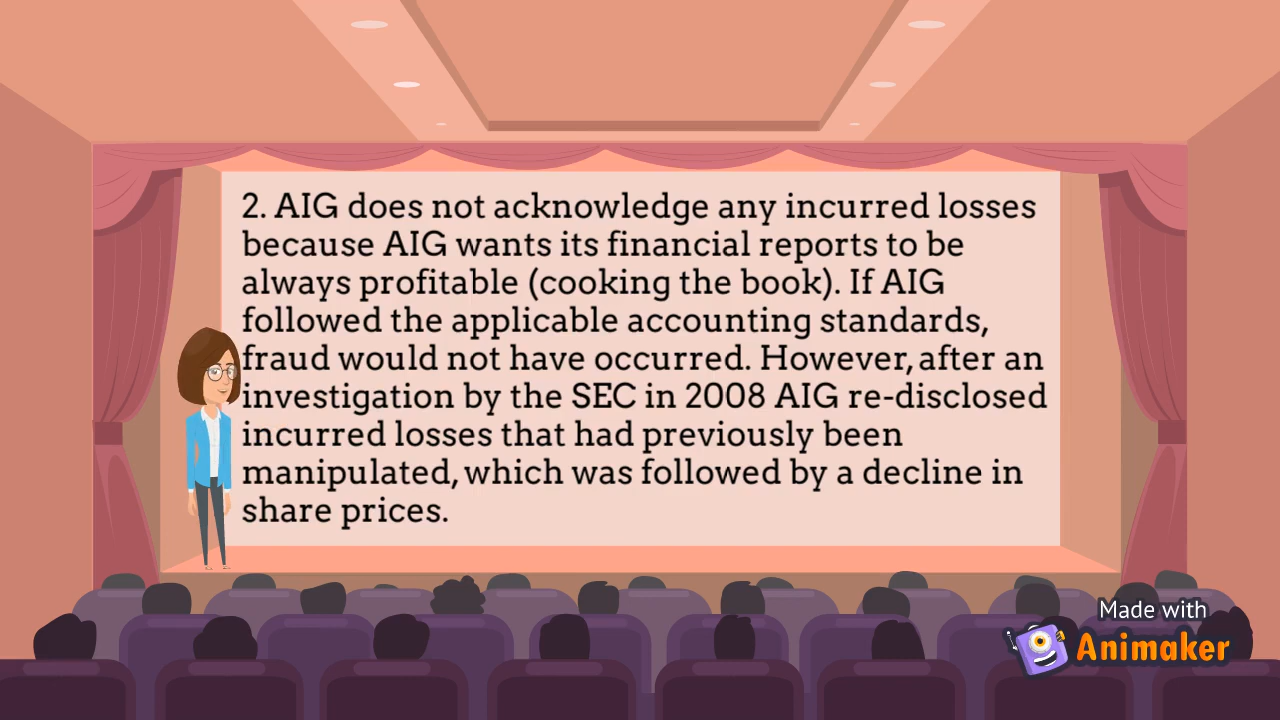 2. AIG does not acknowledge any incurred losses
because AIG wants its financial reports to be
always profitable (cooking the book). If AIG
followed the applicable accounting standards,
fraud would not have occurred. However, after an
investigation by the SEC in 2008 AIG re-disclosed
incurred losses that had previously been
manipulated, which was followed by a decline in
share prices.
Made with
Animaker